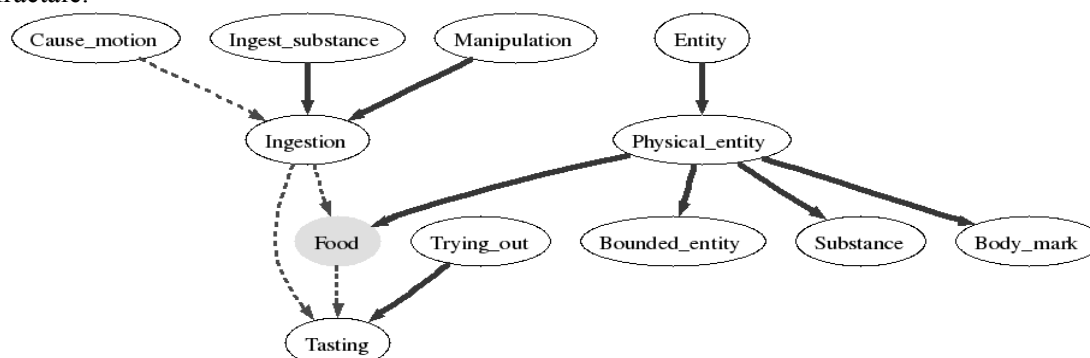 Cause_motion Ingest_substance Manipulation Entity
Ingestion Physical_entity
Food Trying_out Bounded_entity Substance Body_mark
Tasting